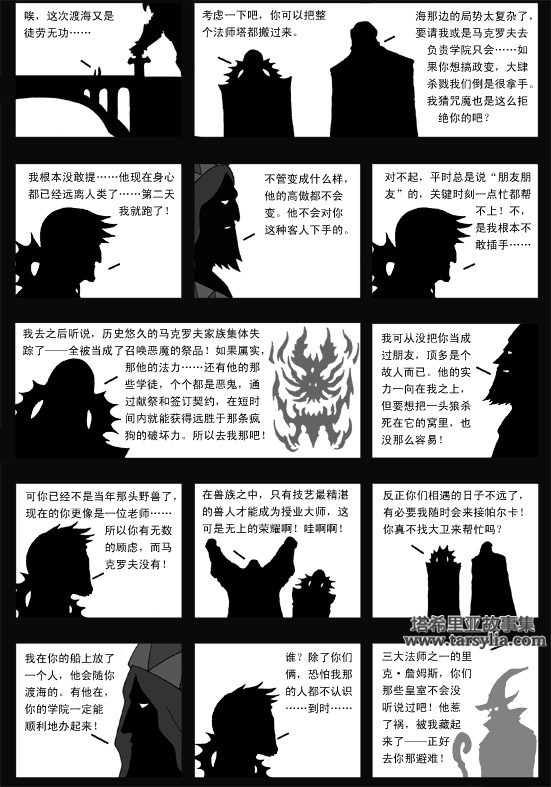 唉，这次渡海又是
徒劳无功……
考虑一下吧，你可以把整
个法师塔都搬过来。
海那边的局势太复杂了，
要请我或是马克罗夫去
负责学院只会……如
果你想搞政变，大肆
杀戮我们倒是很拿手。
我猜咒魔也是这么拒
绝你的吧？
我根本没敢提……他现在身心
都已经远离人类了……第二天
我就跑了！
不管变成什么样，
他的高傲都不会
变。他不会对你
这种客人下手的。
对不起，平时总是说“朋友朋
友”的，关键时刻一点忙都帮
不上！不，
是我根本不
敢插手……
我去之后听说，历史悠久的马克罗夫家族集体失
踪了——全被当成了召唤恶魔的祭品！如果属实，
那他的法力……还有他的那
些学徒，个个都是恶鬼，通
过献祭和签订契约，在短时
间内就能获得远胜于那条疯
狗的破坏力。所以去我那吧！
我可从没把你当成
过朋友，顶多是个
故人而已。他的实
力一向在我之上，
但要想把一头狼杀
死在它的窝里，也
没那么容易！
可你已经不是当年那头野兽了，
现在的你更像是一位老师……
所以你有无数
的顾虑，而马
克罗夫没有！
在兽族之中，只有技艺最精湛
的兽人才能成为授业大师，这
可是无上的荣耀啊！哇啊啊！
反正你们相遇的日子不远了，
有必要我随时会来接帕尔卡！
你真不找大卫来帮忙吗？
塔希里亚故事集
www.tarsylia.com
我在你的船上放了
一个人，他会随你
渡海的。有他在，
你的学院一定能
顺利地办起来！
谁？除了你们
俩，恐怕我那
的人都不认识
……到时……
三大法师之一的里
克·詹姆斯，你们
那些皇室不会没
听说过吧！他惹
了祸，被我藏起
来了——正好
去你那避难！